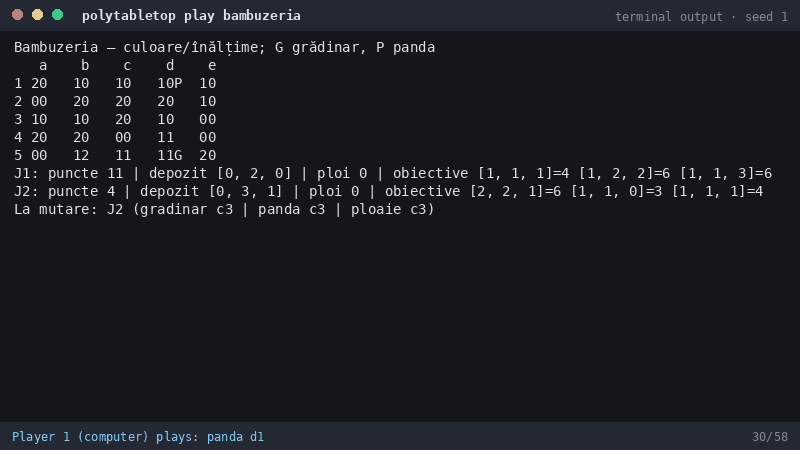 polytabletop play bambuzeria
terminal output · seed 1
Bambuzeria — culoare/înălțime; G grădinar, P panda
a b c d e
1 20 10 10 10P 10
2 00 20 20 20 10
3 10 10 20 10 00
4 20 20 00 11 00
5 00 12 11 11G 20
J1: puncte 11 | depozit [0, 2, 0] | ploi 0 | obiective [1, 1, 1]=4 [1, 2, 2]=6 [1, 1, 3]=6
J2: puncte 4 | depozit [0, 3, 1] | ploi 0 | obiective [2, 2, 1]=6 [1, 1, 0]=3 [1, 1, 1]=4
La mutare: J2 (gradinar c3 | panda c3 | ploaie c3)
Player 1 (computer) plays: panda d1
30/58